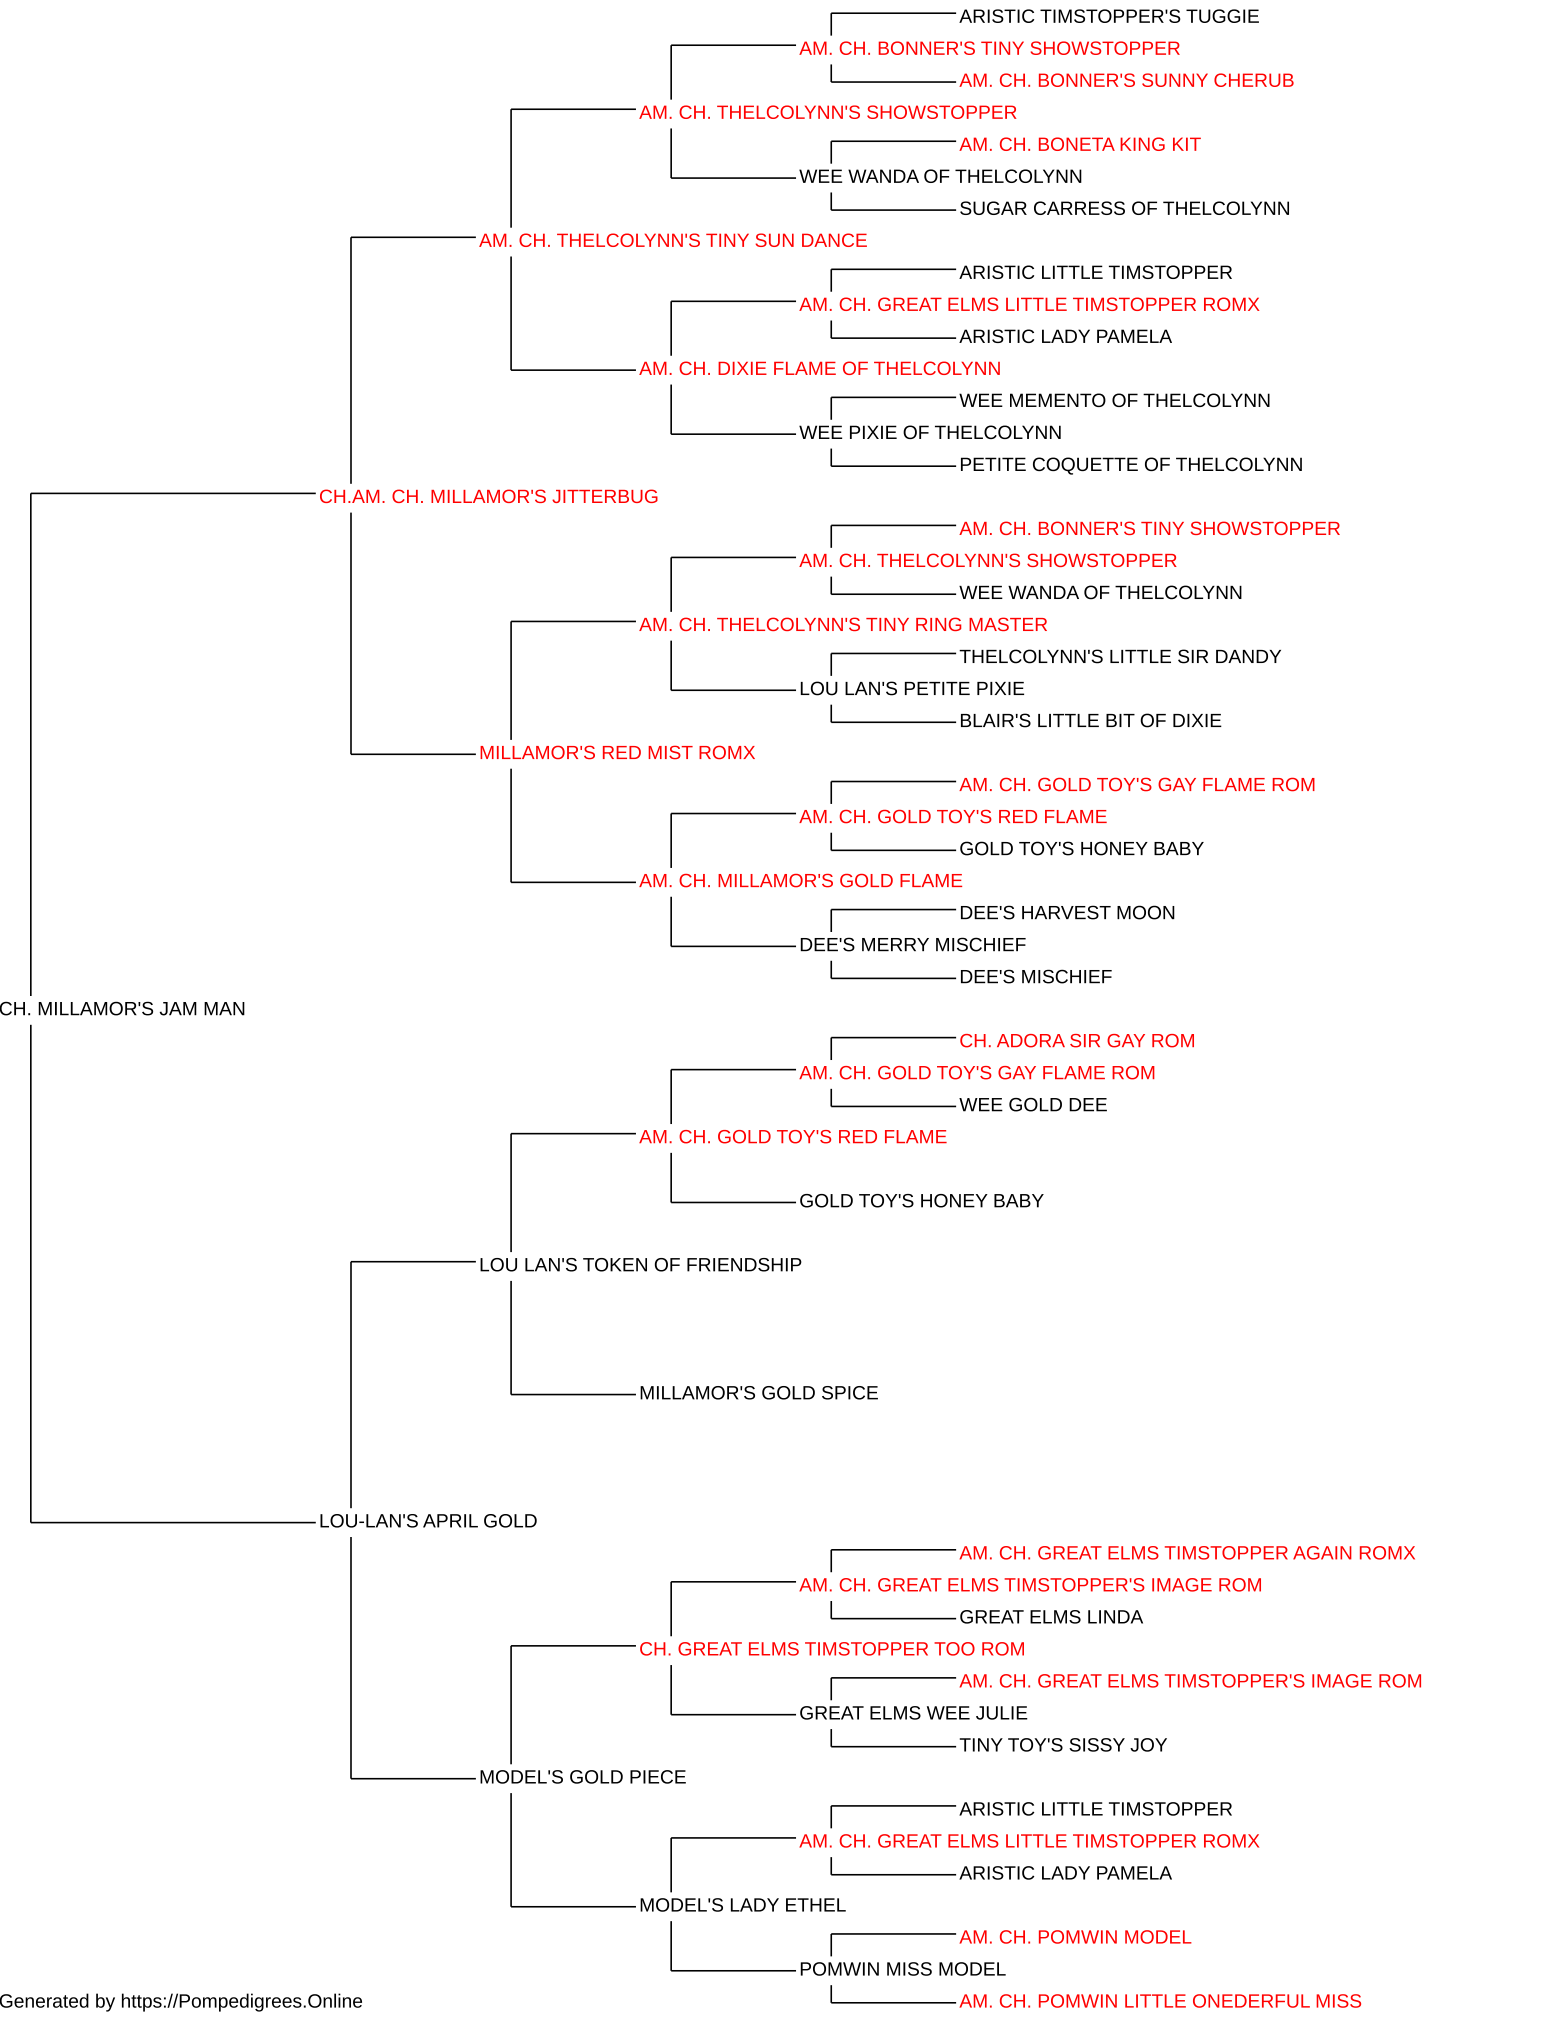 ARISTIC TIMSTOPPER'S TUGGIE
AM. CH. BONNER'S TINY SHOWSTOPPER
AM. CH. BONNER'S SUNNY CHERUB
AM. CH. THELCOLYNN'S SHOWSTOPPER
AM. CH. BONETA KING KIT
WEE WANDA OF THELCOLYNN
SUGAR CARRESS OF THELCOLYNN
AM. CH. THELCOLYNN'S TINY SUN DANCE
ARISTIC LITTLE TIMSTOPPER
AM. CH. GREAT ELMS LITTLE TIMSTOPPER ROMX
ARISTIC LADY PAMELA
AM. CH. DIXIE FLAME OF THELCOLYNN
WEE MEMENTO OF THELCOLYNN
WEE PIXIE OF THELCOLYNN
PETITE COQUETTE OF THELCOLYNN
CH.AM. CH. MILLAMOR'S JITTERBUG
AM. CH. BONNER'S TINY SHOWSTOPPER
AM. CH. THELCOLYNN'S SHOWSTOPPER
WEE WANDA OF THELCOLYNN
AM. CH. THELCOLYNN'S TINY RING MASTER
THELCOLYNN'S LITTLE SIR DANDY
LOU LAN'S PETITE PIXIE
BLAIR'S LITTLE BIT OF DIXIE
MILLAMOR'S RED MIST ROMX
AM. CH. GOLD TOY'S GAY FLAME ROM
AM. CH. GOLD TOY'S RED FLAME
GOLD TOY'S HONEY BABY
AM. CH. MILLAMOR'S GOLD FLAME
DEE'S HARVEST MOON
DEE'S MERRY MISCHIEF
DEE'S MISCHIEF
CH. MILLAMOR'S JAM MAN
CH. ADORA SIR GAY ROM
AM. CH. GOLD TOY'S GAY FLAME ROM
WEE GOLD DEE
AM. CH. GOLD TOY'S RED FLAME
GOLD TOY'S HONEY BABY
LOU LAN'S TOKEN OF FRIENDSHIP
MILLAMOR'S GOLD SPICE
LOU-LAN'S APRIL GOLD
AM. CH. GREAT ELMS TIMSTOPPER AGAIN ROMX
AM. CH. GREAT ELMS TIMSTOPPER'S IMAGE ROM
GREAT ELMS LINDA
CH. GREAT ELMS TIMSTOPPER TOO ROM
AM. CH. GREAT ELMS TIMSTOPPER'S IMAGE ROM
GREAT ELMS WEE JULIE
TINY TOY'S SISSY JOY
MODEL'S GOLD PIECE
ARISTIC LITTLE TIMSTOPPER
AM. CH. GREAT ELMS LITTLE TIMSTOPPER ROMX
ARISTIC LADY PAMELA
MODEL'S LADY ETHEL
AM. CH. POMWIN MODEL
POMWIN MISS MODEL
AM. CH. POMWIN LITTLE ONEDERFUL MISS
Generated by https://Pompedigrees.Online